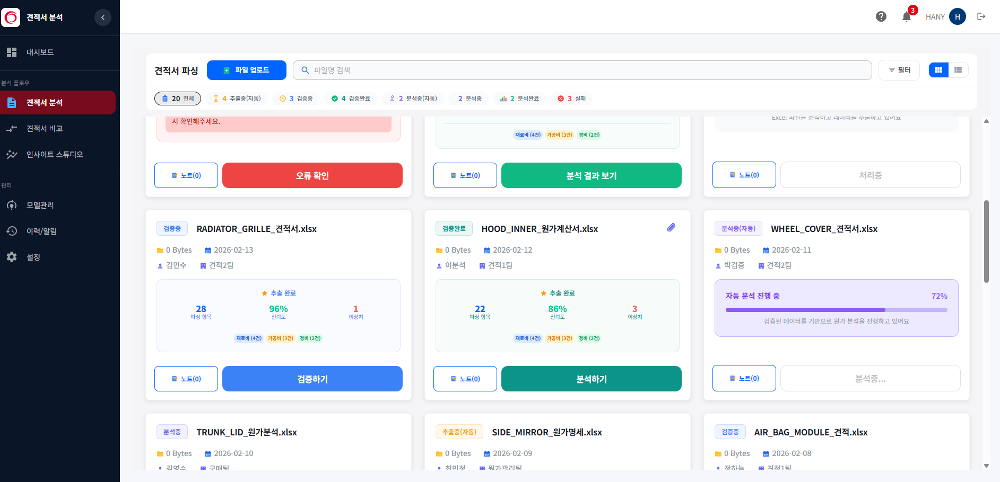 견적서 분석
3
HANY
H
대시보드
분석 플로우
견적서 분석
견적서 비교
인사이트 스튜디오
관리
모델관리
이력/알림
설정
견적서 파싱
파일 업로드
파일명 검색
필터
20 전체
4 추출중(자동)
3 검증중
4 검증완료
2 분석중(자동)
2 분석중
2 분석완료
3 실패
시 확인해주세요.
노트(0)
오류 확인
재료비 (4건) 가공비 (3건) 경비 (2건)
노트(0)
분석 결과 보기
Excel 파일을 분석하고 데이터를 추출하고 있어요
노트(0)
처리중
검증중 RADIATOR_GRILLE_견적서.xlsx
0 Bytes 2026-02-13
김민수 견적2팀
추출 완료
28 96% 1
파싱 항목 신뢰도 이상치
재료비 (4건) 가공비 (3건) 경비 (2건)
노트(0)
검증하기
검증완료 HOOD_INNER_원가계산서.xlsx
0 Bytes 2026-02-12
이분석 견적1팀
추출 완료
22 86% 3
파싱 항목 신뢰도 이상치
재료비 (4건) 가공비 (3건) 경비 (2건)
노트(0)
분석하기
분석중(자동) WHEEL_COVER_견적서.xlsx
0 Bytes 2026-02-11
박검증 견적2팀
자동 분석 진행 중 72%
검증된 데이터를 기반으로 원가 분석을 진행하고 있어요
노트(0)
분석중...
분석중 TRUNK_LID_원가분석.xlsx
0 Bytes 2026-02-10
김영수 구매팀
추출중(자동) SIDE_MIRROR_원가명세.xlsx
0 Bytes 2026-02-09
최민정 원가관리팀
검증중 AIR_BAG_MODULE_견적.xlsx
0 Bytes 2026-02-08
정하늘 견적1팀